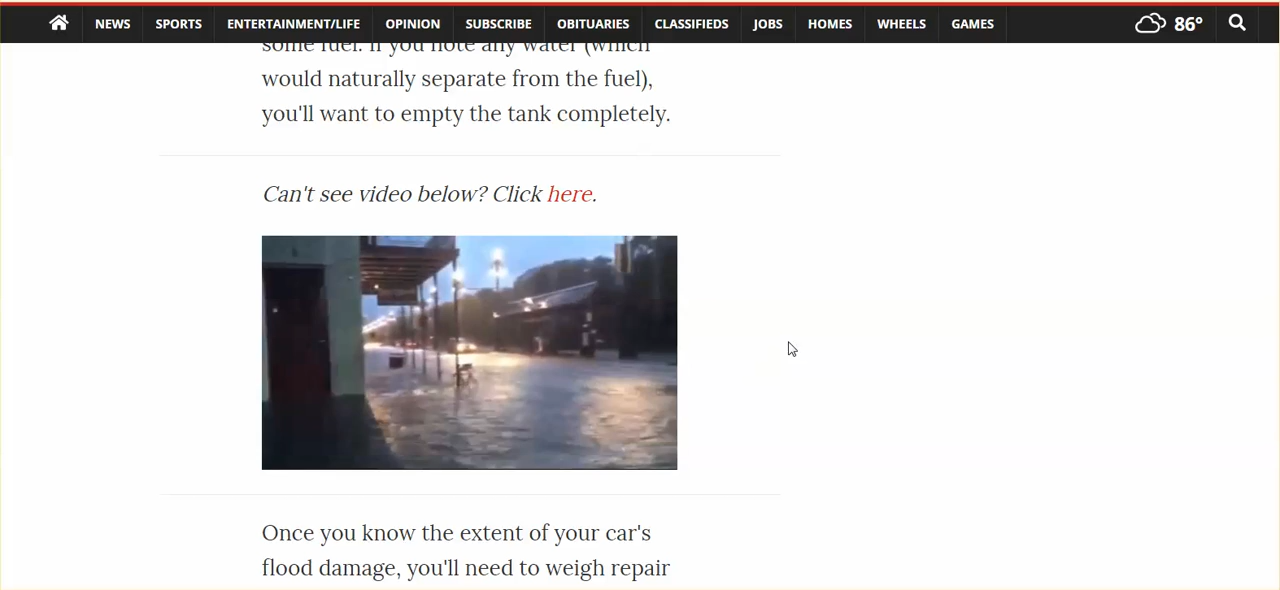 NEWS SPORTS ENTERTAINMENT/LIFE OPINION SUBSCRIBE OBITUARIES CLASSIFIEDS JOBS HOMES WHEELS GAMES 86°
some fuel. If you note any water (which
would naturally separate from the fuel),
you'll want to empty the tank completely.
Can't see video below? Click here.
Once you know the extent of your car's
flood damage, you'll need to weigh repair